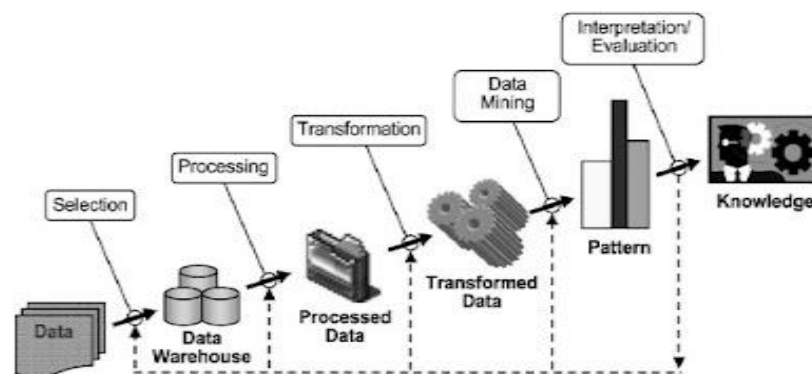 Interpretation/
Evaluation
Data
Mining
Transformation
Processing
Selection
Knowledge
Pattern
Transformed
Data
Processed
Data
Data
Warehouse
Data